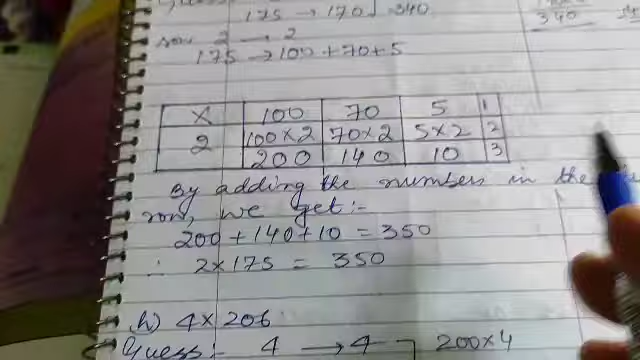 175 → 170 340
340
2 → 2
175 → 100 + 70 + 5
X 100 70 5 1
2 100×2 70×2 5×2 2
200 140 10 3
By adding the numbers in the
row, we get:-
200 + 140 + 10 = 350
∴ 2 × 175 = 350
h) 4 × 206
Guess:- 4 → 4 200×4